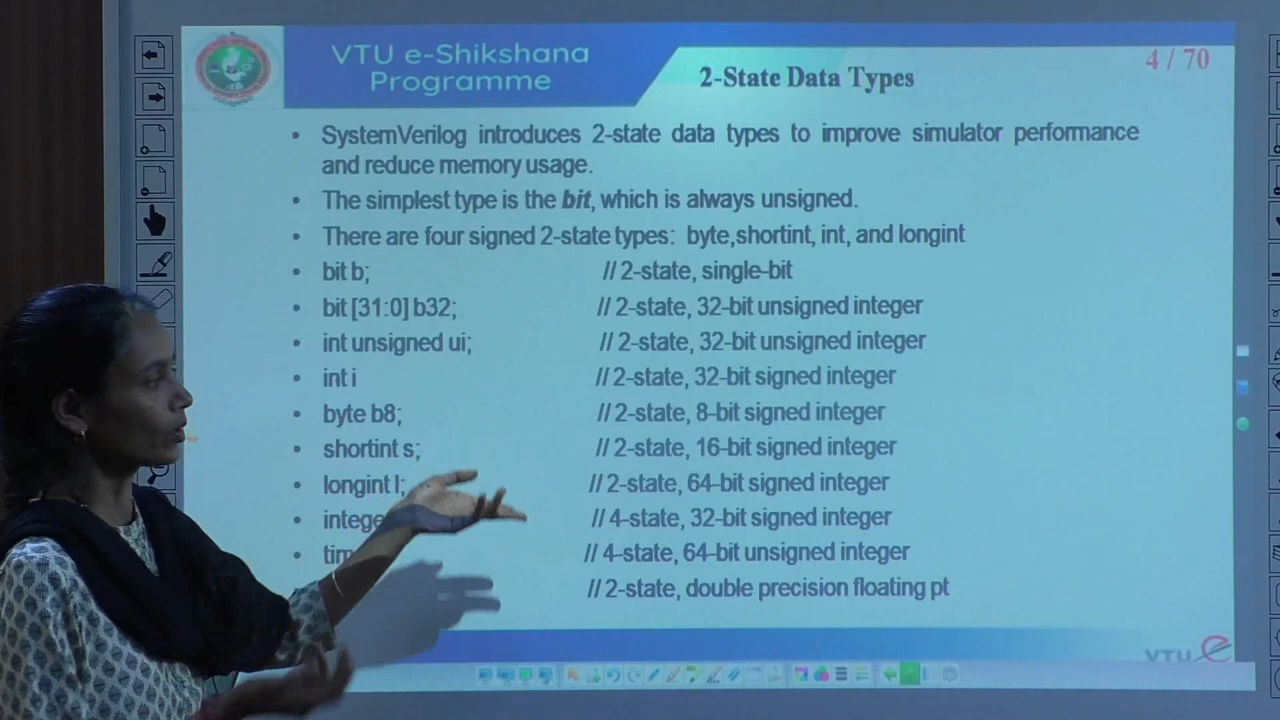 VTU e-Shikshana
Programme
2-State Data Types
4 / 70
• SystemVerilog introduces 2-state data types to improve simulator performance
and reduce memory usage.
• The simplest type is the bit, which is always unsigned.
• There are four signed 2-state types: byte,shortint, int, and longint
• bit b; // 2-state, single-bit
• bit [31:0] b32; // 2-state, 32-bit unsigned integer
• int unsigned ui; // 2-state, 32-bit unsigned integer
• int i // 2-state, 32-bit signed integer
• byte b8; // 2-state, 8-bit signed integer
• shortint s; // 2-state, 16-bit signed integer
• longint l; // 2-state, 64-bit signed integer
• intege // 4-state, 32-bit signed integer
• tim // 4-state, 64-bit unsigned integer
// 2-state, double precision floating pt
VTU e